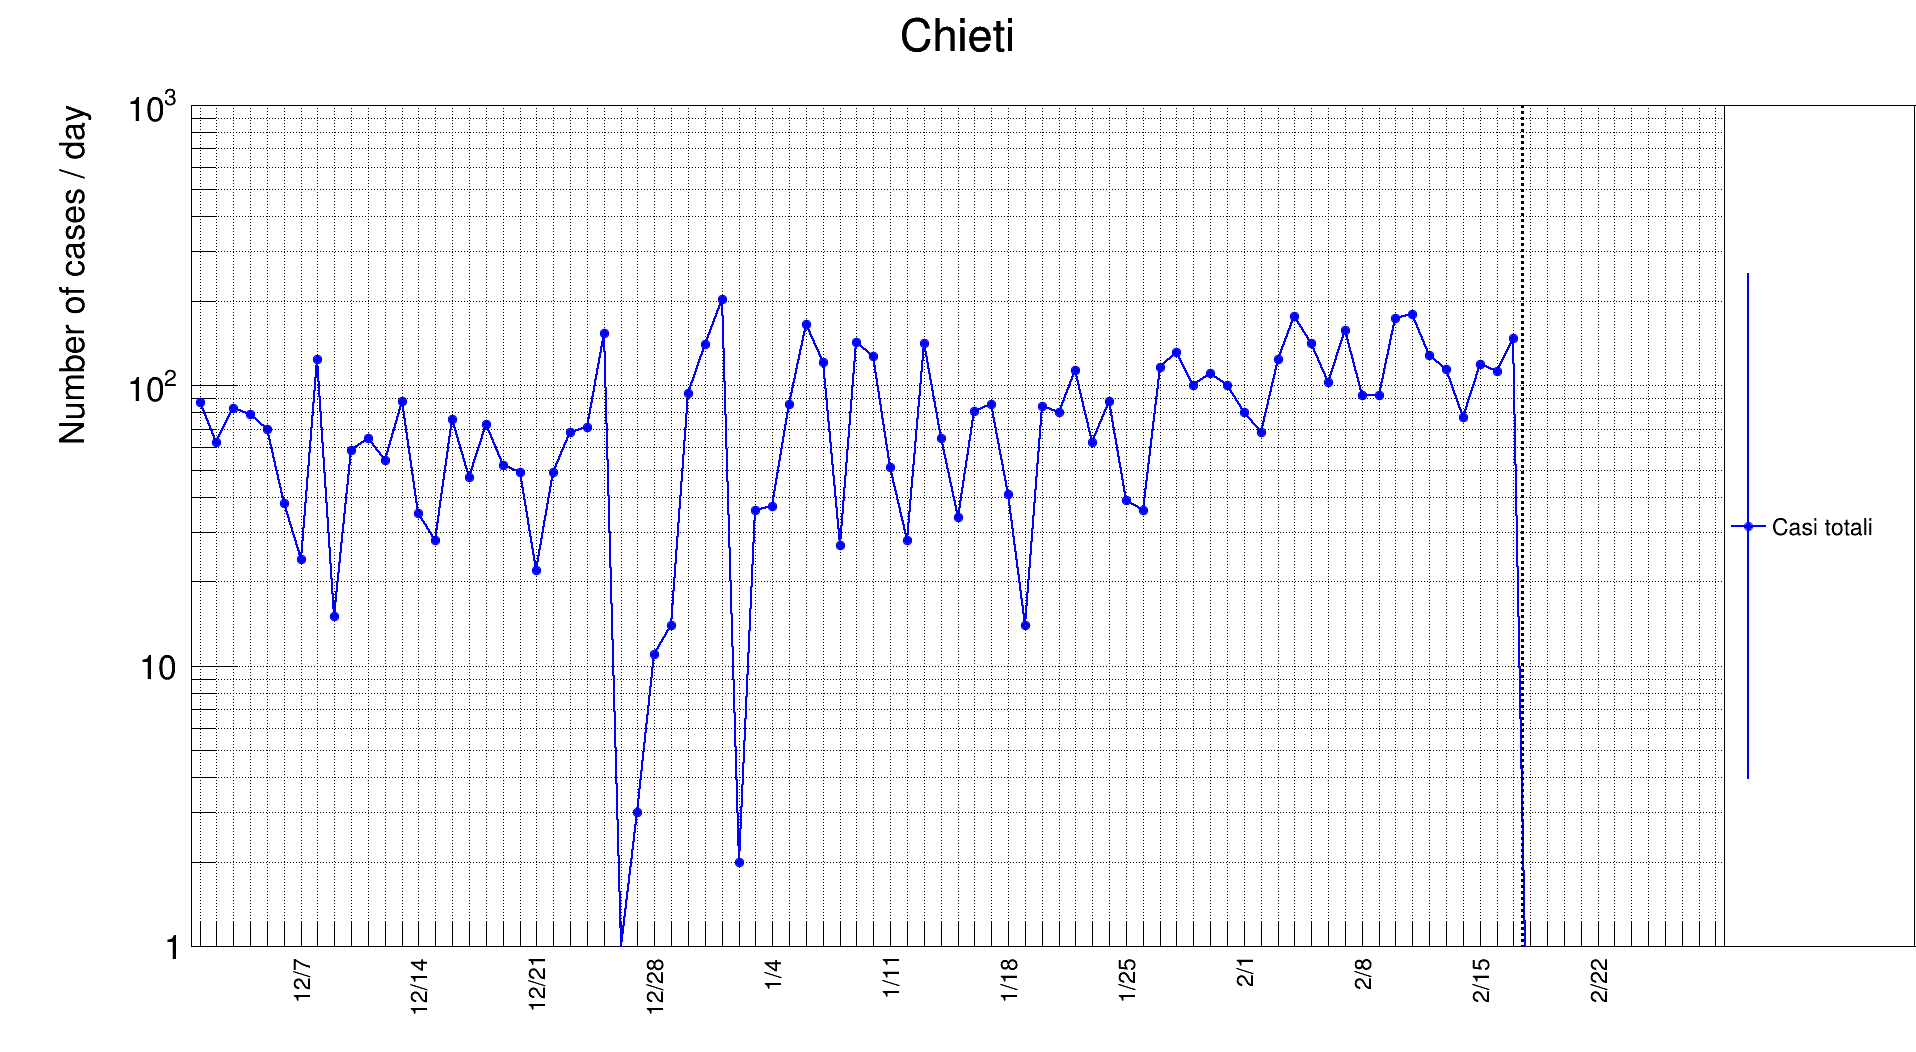 Chieti
Number of cases / day
10³
10²
10
1
12/7 12/14 12/21 12/28 1/4 1/11 1/18 1/25 2/1 2/8 2/15 2/22
Casi totali